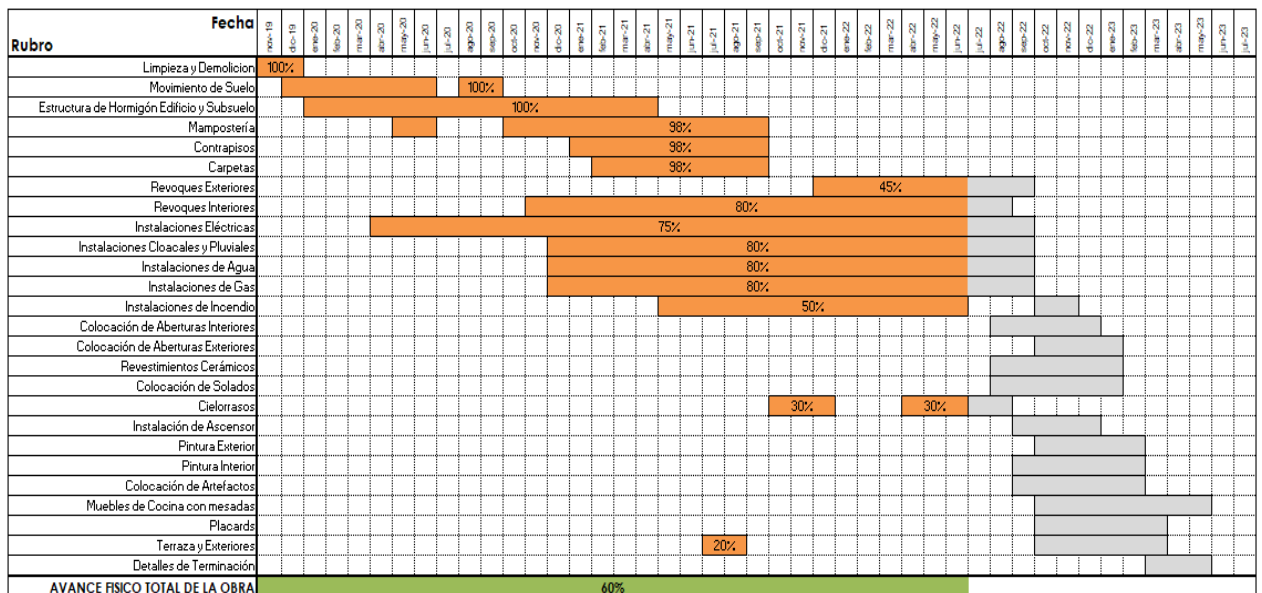 Fecha
Rubro
nov-19 dic-19 ene-20 feb-20 mar-20 abr-20 may-20 jun-20 jul-20 ago-20 sep-20 oct-20 nov-20 dic-20 ene-21 feb-21 mar-21 abr-21 may-21 jun-21 jul-21 ago-21 sep-21 oct-21 nov-21 dic-21 ene-22 feb-22 mar-22 abr-22 may-22 jun-22 jul-22 ago-22 sep-22 oct-22 nov-22 dic-22 ene-23 feb-23 mar-23 abr-23 may-23 jun-23 jul-23
Limpieza y Demolicion 100%
Movimiento de Suelo 100%
Estructura de Hormigón Edificio y Subsuelo 100%
Mampostería 98%
Contrapisos 98%
Carpetas 98%
Revoques Exteriores 45%
Revoques Interiores 80%
Instalaciones Eléctricas 75%
Instalaciones Cloacales y Pluviales 80%
Instalaciones de Agua 80%
Instalaciones de Gas 80%
Instalaciones de Incendio 50%
Colocación de Aberturas Interiores
Colocación de Aberturas Exteriores
Revestimientos Cerámicos
Colocación de Solados
Cielorrasos 30% 30%
Instalación de Ascensor
Pintura Exterior
Pintura Interior
Colocación de Artefactos
Muebles de Cocina con mesadas
Placards
Terraza y Exteriores 20%
Detalles de Terminación
AVANCE FISICO TOTAL DE LA OBRA 60%